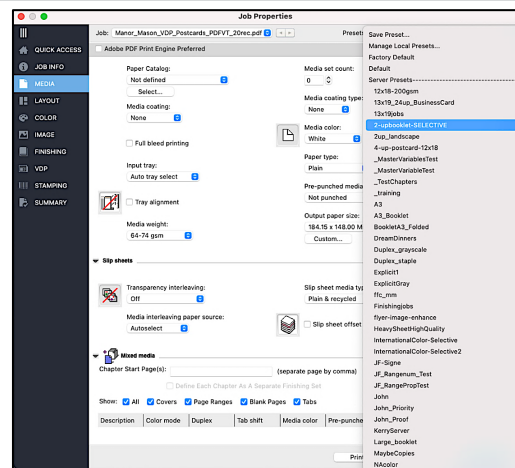 Job Properties
Job: Manor_Mason_VDP_Postcards_PDFVT_20rec.pdf
Presets
Adobe PDF Print Engine Preferred
QUICK ACCESS
JOB INFO
MEDIA
LAYOUT
COLOR
IMAGE
FINISHING
VDP
STAMPING
SUMMARY
Paper Catalog:
Not defined
Select...
Media coating:
None
Full bleed printing
Input tray:
Auto tray select
Tray alignment
Media weight:
64-74 gsm
Media set count:
0
Media coating type:
None
Media color:
White
Paper type:
Plain
Pre-punched media
Not punched
Output paper size:
184.15 x 148.00 M
Custom...
Slip sheets
Transparency interleaving:
Off
Media interleaving paper source:
Autoselect
Slip sheet media typ
Plain & recycled
Slip sheet offset
Mixed media
Chapter Start Page(s):
(separate page by comma)
Define Each Chapter As A Separate Finishing Set
Show: All Covers Page Ranges Blank Pages Tabs
Description Color mode Duplex Tab shift Media color Pre-punche
Prin
Save Preset...
Manage Local Presets...
Factory Default
Default
Server Presets
12x18-200gsm
13x19_24up_BusinessCard
13x19jobs
2-upbooklet-SELECTIVE
2up_landscape
4-up-postcard-12x18
_MasterVariablesTest
_MasterVariableTest
_TestChapters
_training
A3
A3_Booklet
BookletA3_Folded
DreamDinners
Duplex_grayscale
Duplex_staple
Explicit1
ExplicitGray
ffc_mm
Finishingjobs
flyer-image-enhance
HeavySheetHighQuality
InternationalColor-Selective
InternationalColor-Selective2
JF-Signe
JF_Rangenum_Test
JF_RangePropTest
John
John_Priority
John_Proof
KerryServer
Large_booklet
MaybeCopies
NAcolor